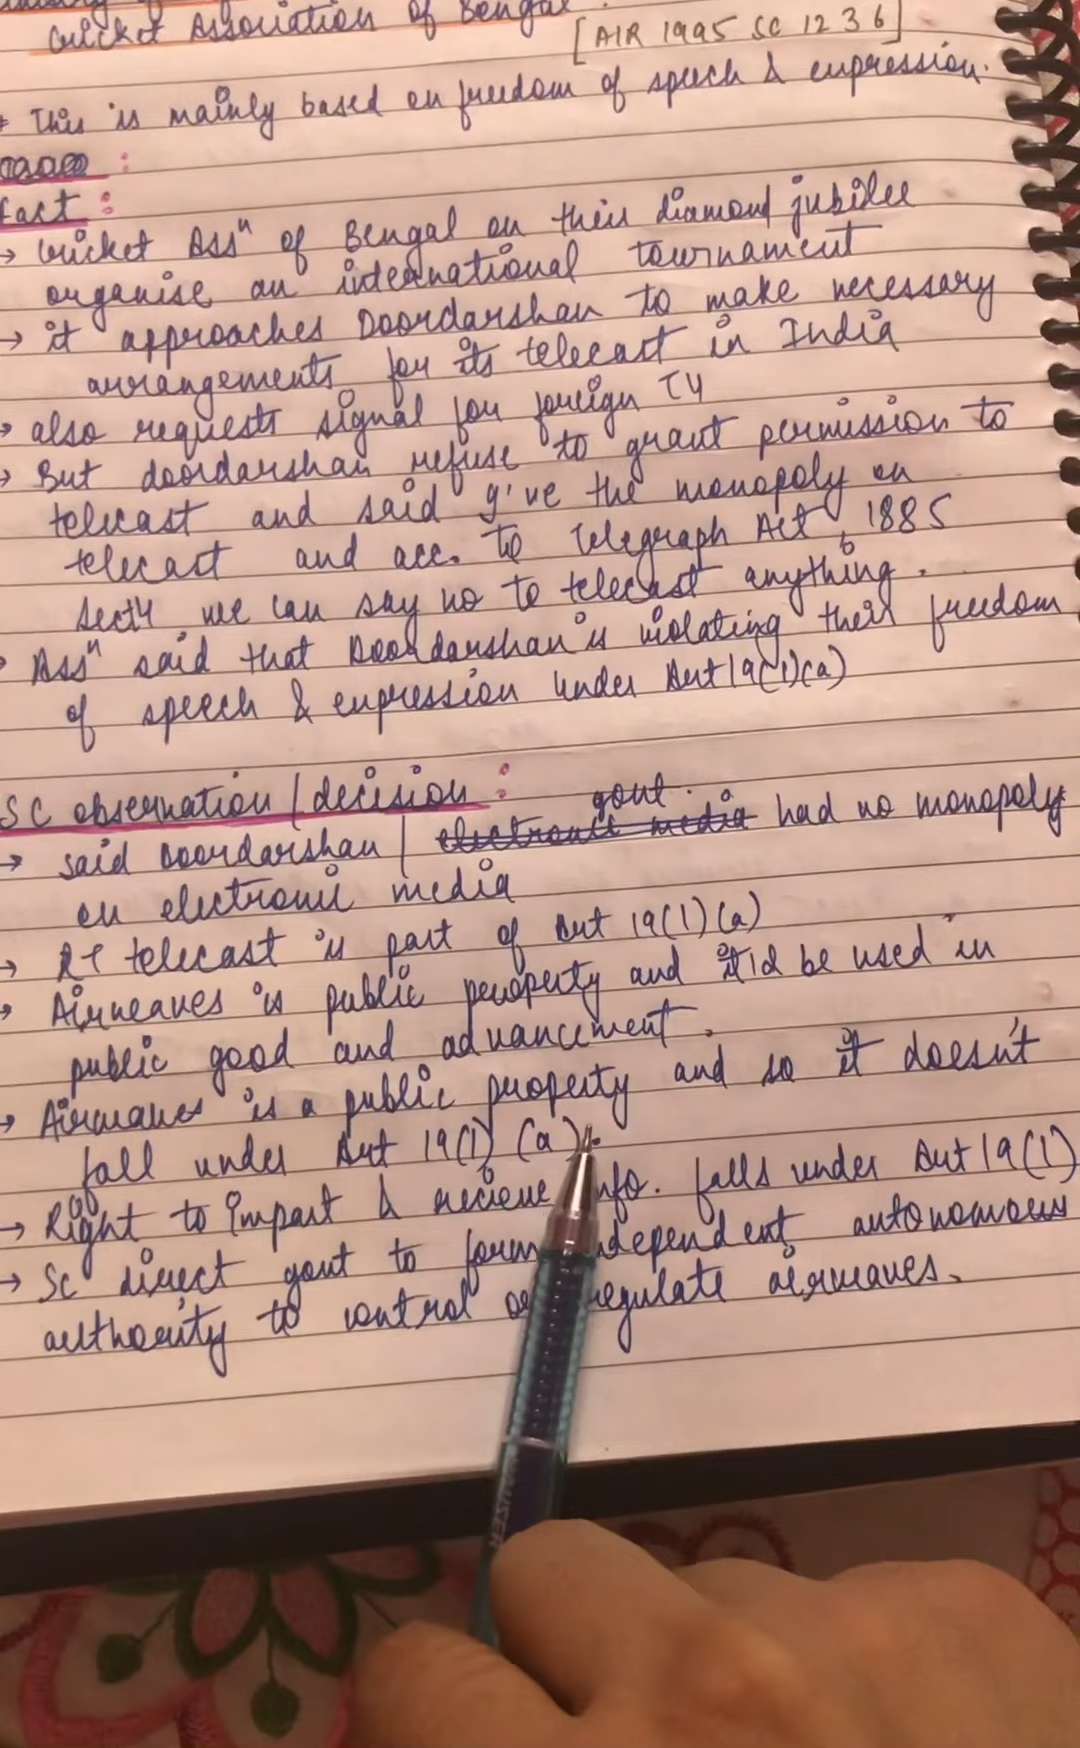 Cricket Association of Bengal
[AIR 1995 SC 1236]
This is mainly based on freedom of speech & expression.
Fact :
→ Cricket Assⁿ of Bengal on their diamond jubilee
organise an international tournament
→ it approaches Doordarshan to make necessary
arrangements for its telecast in India
→ also requests signal for foreign TV
→ But doordarshan refuse to grant permission to
telecast and said g've the monopoly on
telecast and acc. to Telegraph Act, 1885
Sect4 we can say no to telecast anything.
→ Assⁿ said that Doordarshan is violating their freedom
of speech & expression under Art 19(1)(a)
SC observation / decision :
→ said Doordarshan / govt. had no monopoly
electronic media
on electronic media
→ Rt telecast is part of Art 19(1)(a)
→ Airwaves is public property and be used in
public good and advancement.
→ Airwaves is a public property and so it doesn't
fall under Art 19(1)(a).
→ Right to impart & recieve info. falls under Art 19(1)
→ SC direct govt to form independent autonomous
authority to control or regulate airwaves.